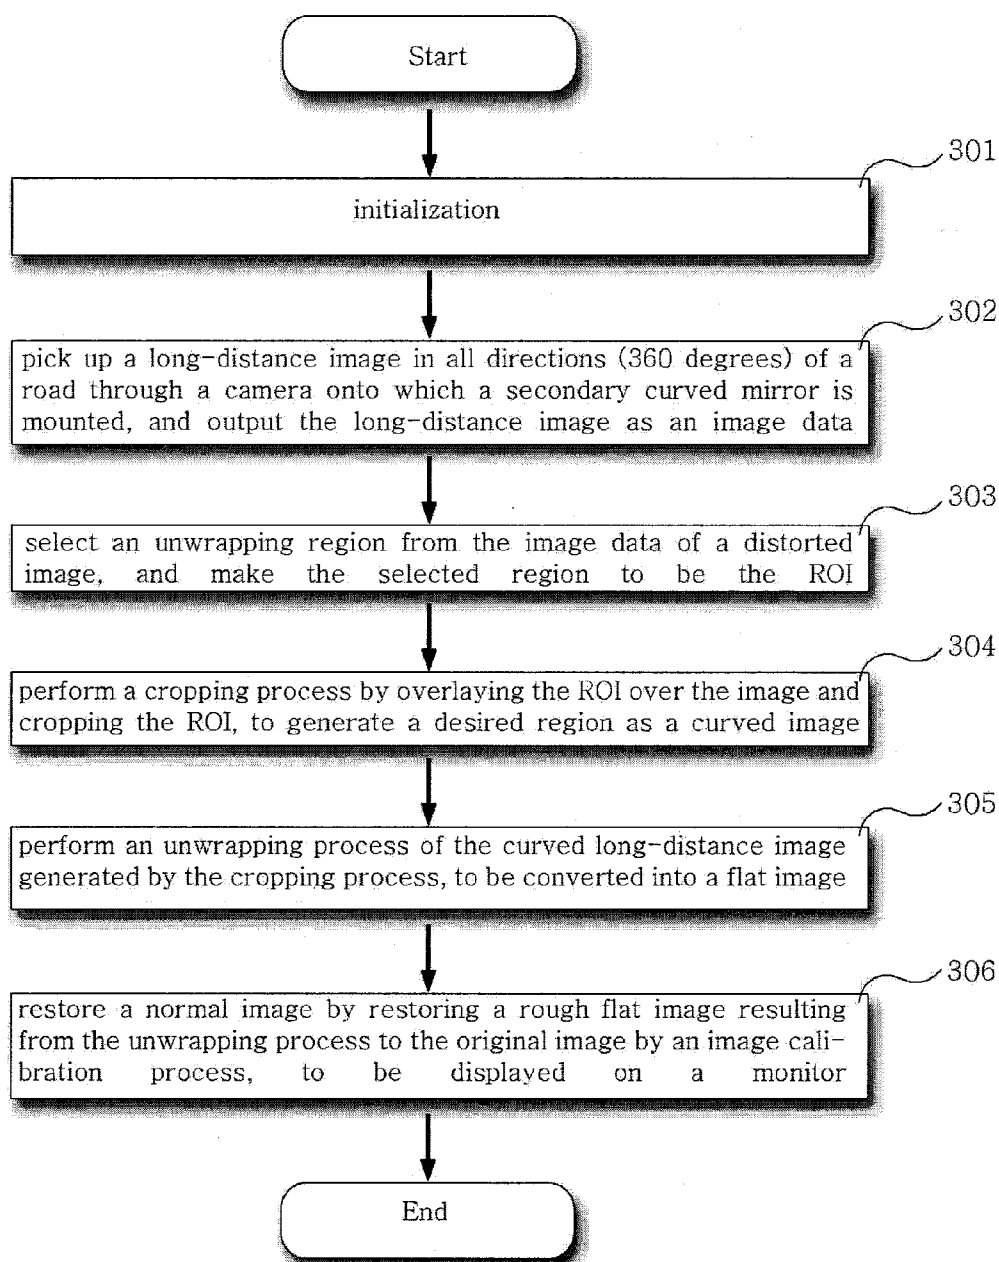 Start
301
initialization
302
pick up a long-distance image in all directions (360 degrees) of a
road through a camera onto which a secondary curved mirror is
mounted, and output the long-distance image as an image data
303
select an unwrapping region from the image data of a distorted
image, and make the selected region to be the ROI
304
perform a cropping process by overlaying the ROI over the image and
cropping the ROI, to generate a desired region as a curved image
305
perform an unwrapping process of the curved long-distance image
generated by the cropping process, to be converted into a flat image
306
restore a normal image by restoring a rough flat image resulting
from the unwrapping process to the original image by an image cali-
bration process, to be displayed on a monitor
End